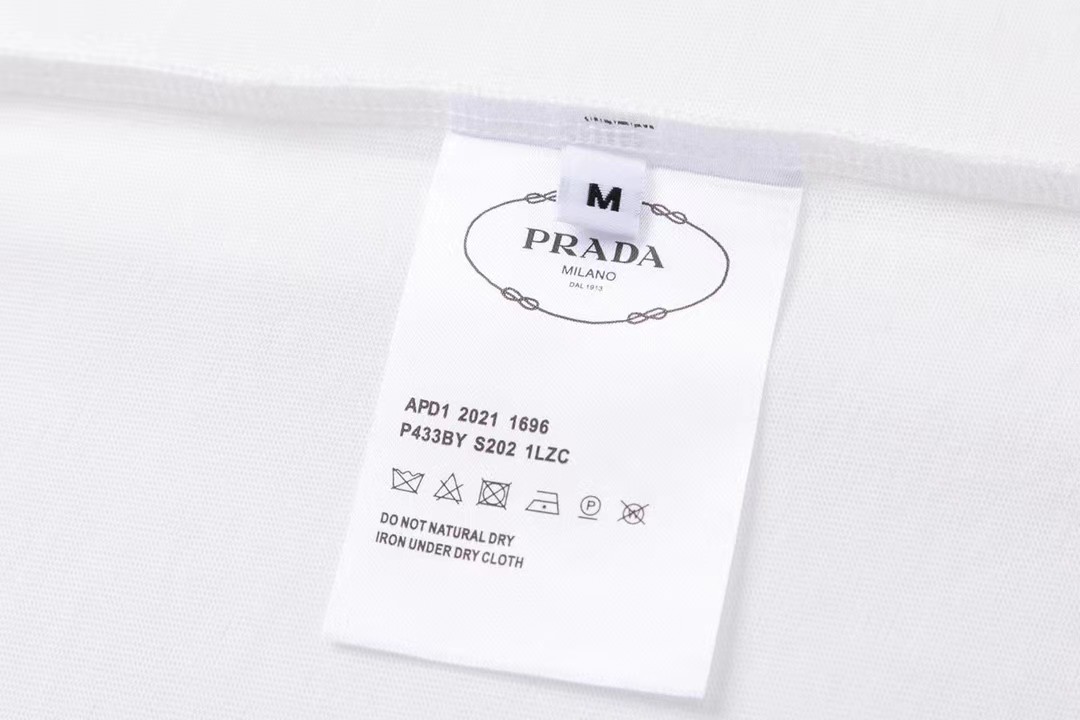 M
PRADA
MILANO
DAL 1913
APD1 2021 1696
P433BY S202 1LZC
P
DO NOT NATURAL DRY
IRON UNDER DRY CLOTH